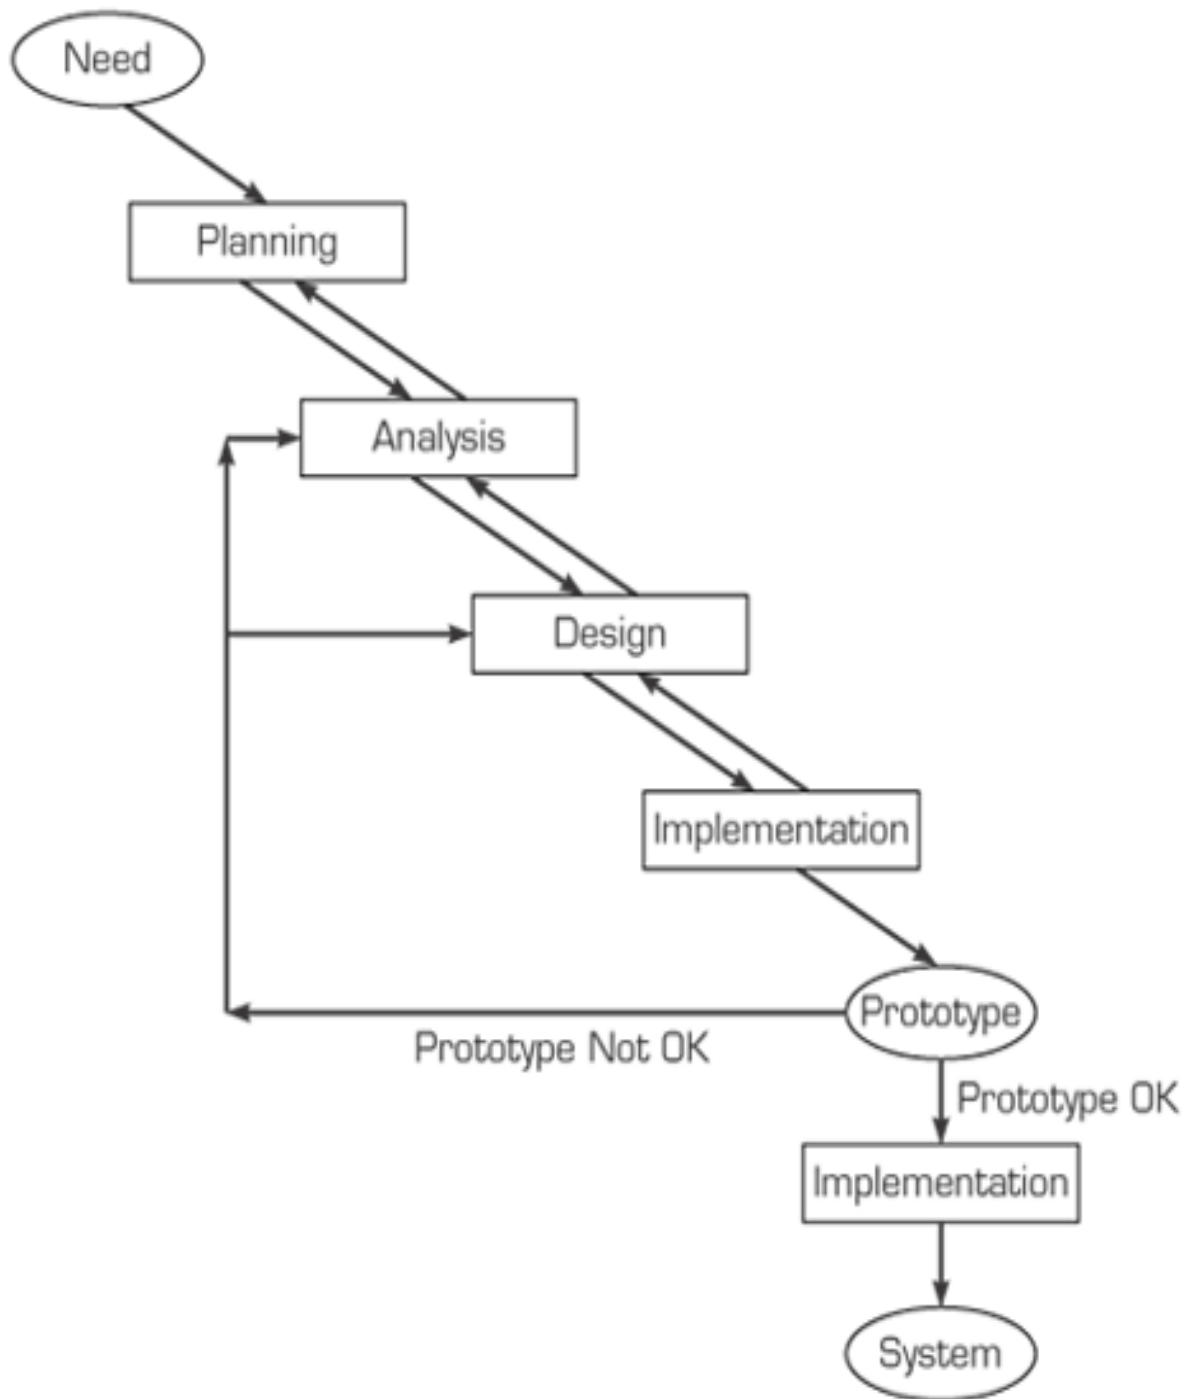 Need
Planning
Analysis
Design
Implementation
Prototype
Prototype Not OK
Prototype OK
Implementation
System